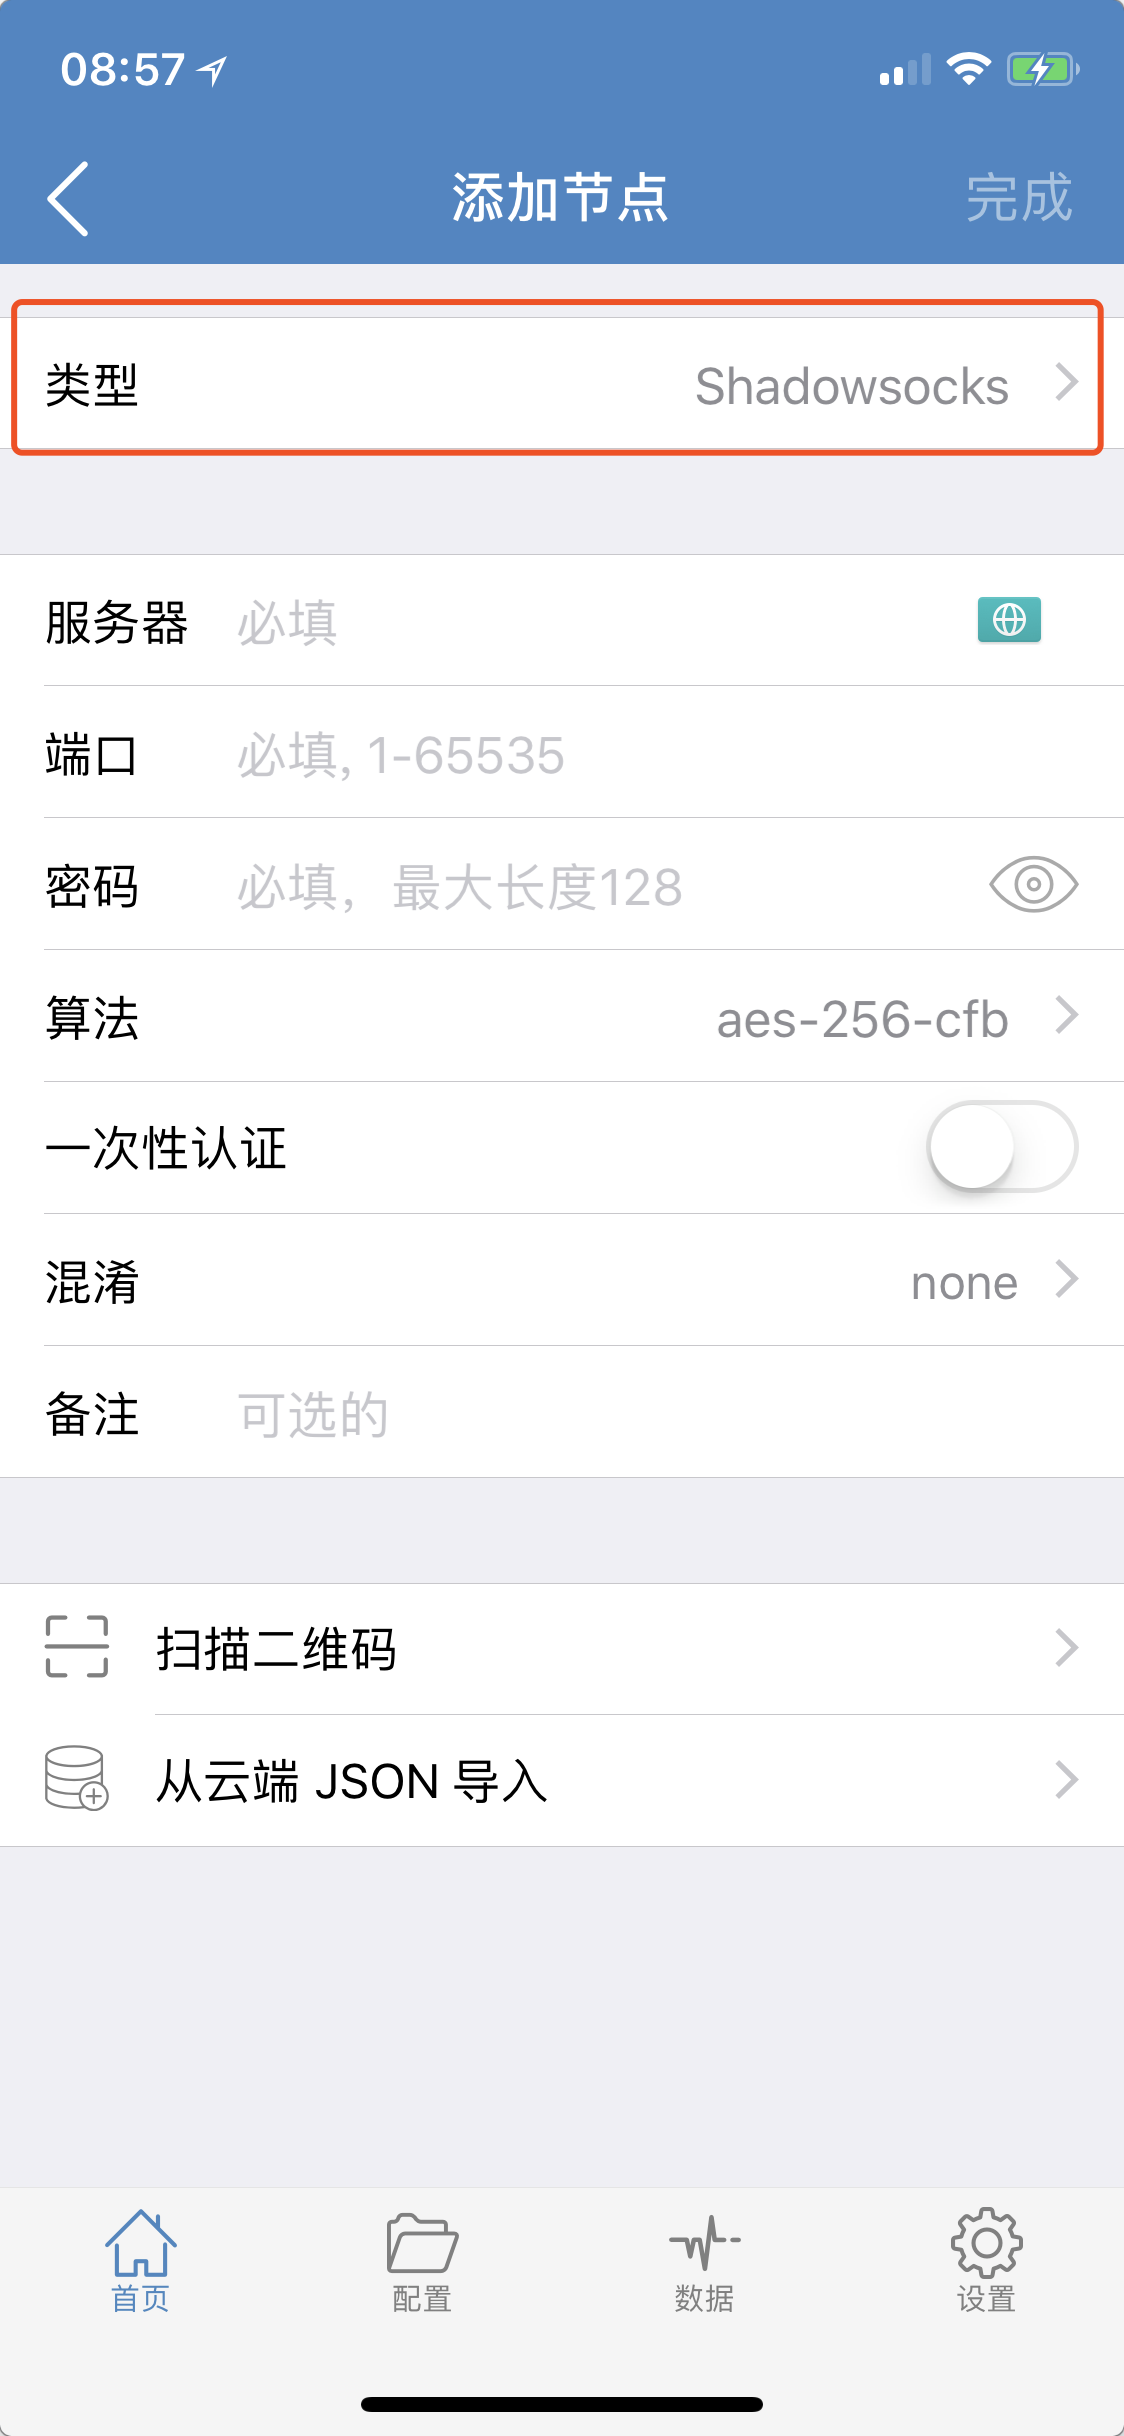 08:57
添加节点
完成
类型 Shadowsocks
服务器 必填
端口 必填, 1-65535
密码 必填，最大长度128
算法 aes-256-cfb
一次性认证
混淆 none
备注 可选的
扫描二维码
从云端 JSON 导入
首页 配置 数据 设置